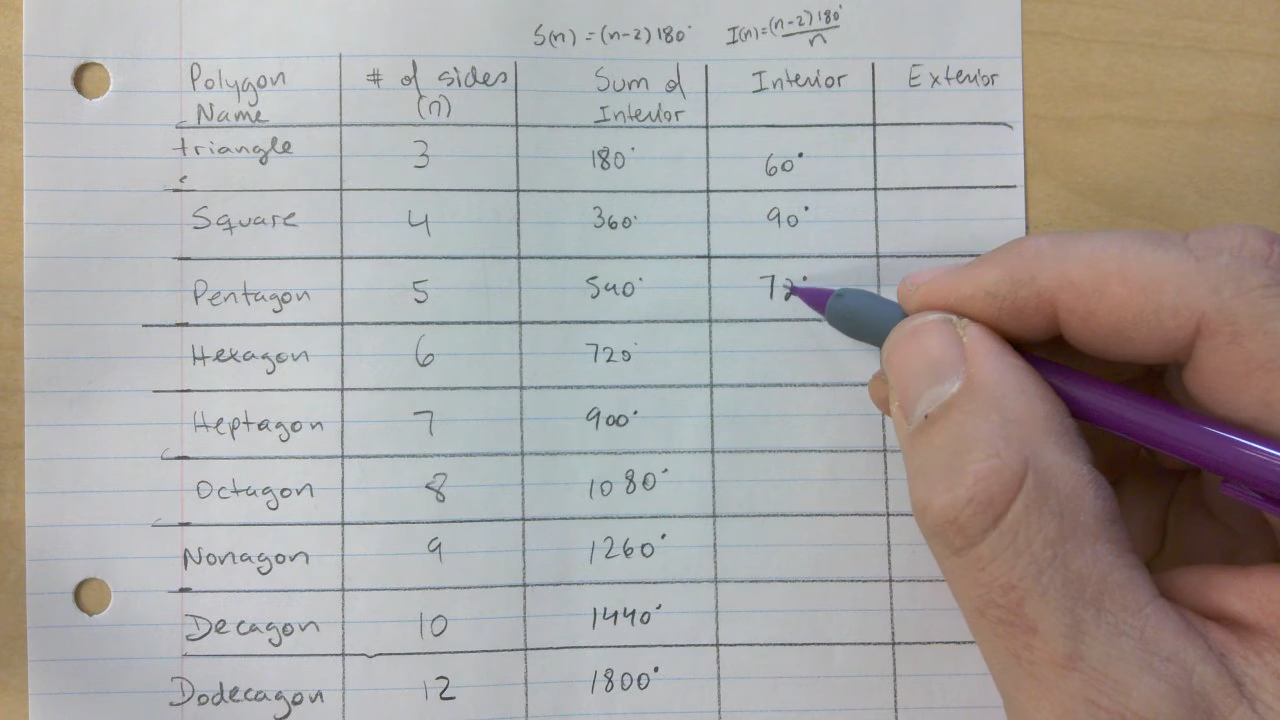 S(n) = (n-2)180° I(n) = (n-2)180° / n
Polygon Name # of sides (n) Sum of Interior Interior Exterior
triangle 3 180° 60°
Square 4 360° 90°
Pentagon 5 540° 72°
Hexagon 6 720°
Heptagon 7 900°
Octagon 8 1080°
Nonagon 9 1260°
Decagon 10 1440°
Dodecagon 12 1800°